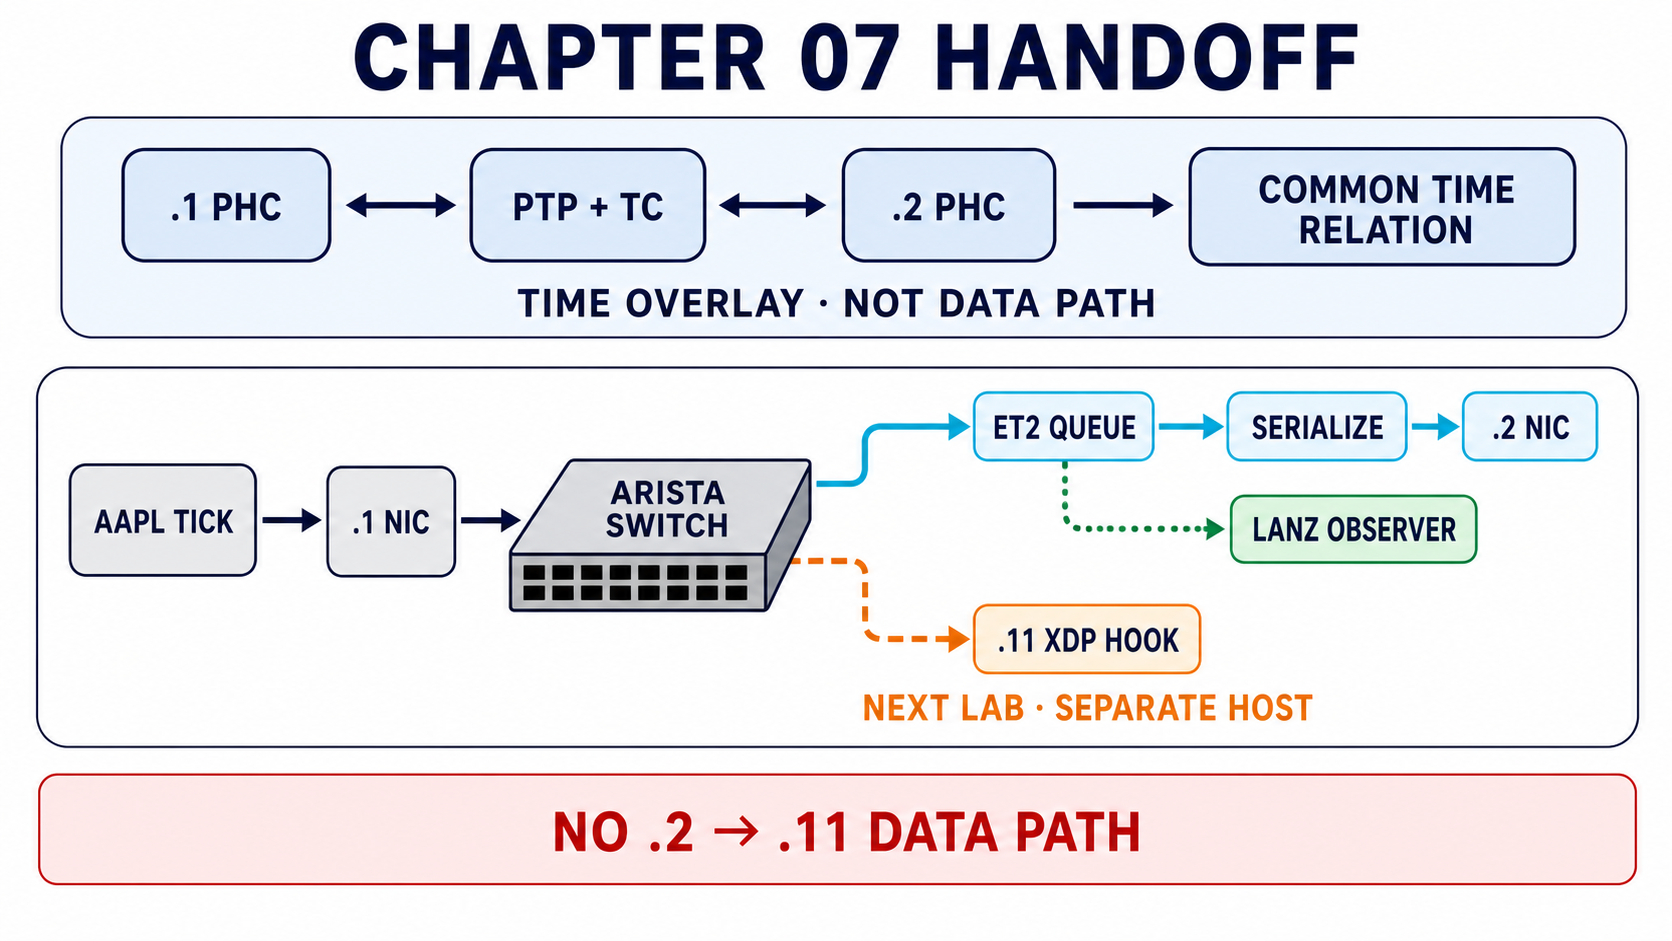 CHAPTER 07 HANDOFF
.1 PHC
PTP + TC
.2 PHC
COMMON TIME
RELATION
TIME OVERLAY · NOT DATA PATH
AAPL TICK
.1 NIC
ARISTA
SWITCH
ET2 QUEUE
SERIALIZE
.2 NIC
LANZ OBSERVER
.11 XDP HOOK
NEXT LAB · SEPARATE HOST
NO .2 → .11 DATA PATH